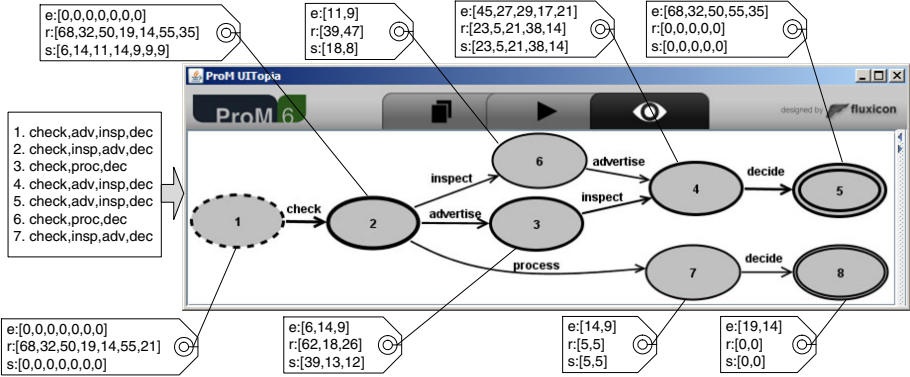 e:[0,0,0,0,0,0,0]
r:[68,32,50,19,14,55,35]
s:[6,14,11,14,9,9,9]
e:[11,9]
r:[39,47]
s:[18,8]
e:[45,27,29,17,21]
r:[23,5,21,38,14]
s:[23,5,21,38,14]
e:[68,32,50,55,35]
r:[0,0,0,0,0]
s:[0,0,0,0,0]
ProM UITopia
ProM 6
designed by fluxicon
1. check,adv,insp,dec
2. check,insp,adv,dec
3. check,proc,dec
4. check,adv,insp,dec
5. check,adv,insp,dec
6. check,proc,dec
7. check,insp,adv,dec
1
check
2
inspect
6
advertise
advertise
3
inspect
4
decide
5
process
7
decide
8
e:[0,0,0,0,0,0,0]
r:[68,32,50,19,14,55,21]
s:[0,0,0,0,0,0,0]
e:[6,14,9]
r:[62,18,26]
s:[39,13,12]
e:[14,9]
r:[5,5]
s:[5,5]
e:[19,14]
r:[0,0]
s:[0,0]